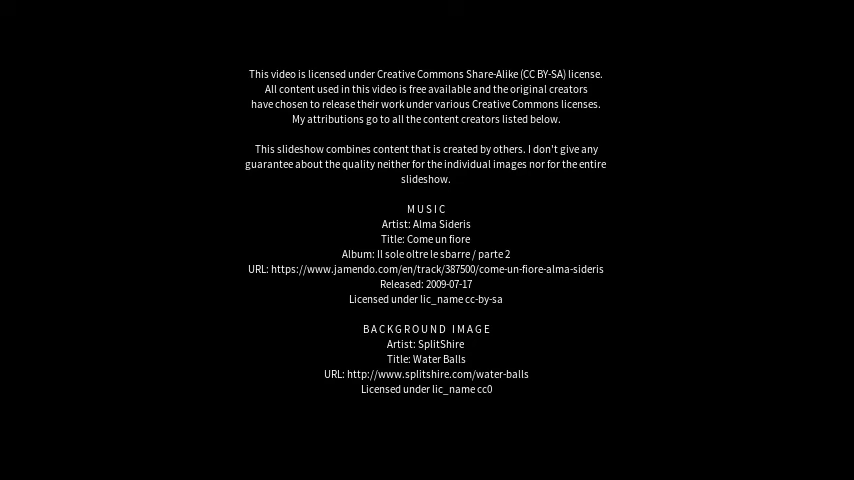 This video is licensed under Creative Commons Share-Alike (CC BY-SA) license.
All content used in this video is free available and the original creators
have chosen to release their work under various Creative Commons licenses.
My attributions go to all the content creators listed below.
This slideshow combines content that is created by others. I don't give any
guarantee about the quality neither for the individual images nor for the entire
slideshow.
MUSIC
Artist: Alma Sideris
Title: Come un fiore
Album: Il sole oltre le sbarre / parte 2
URL: https://www.jamendo.com/en/track/387500/come-un-fiore-alma-sideris
Released: 2009-07-17
Licensed under lic_name cc-by-sa
BACKGROUND IMAGE
Artist: SplitShire
Title: Water Balls
URL: http://www.splitshire.com/water-balls
Licensed under lic_name cc0